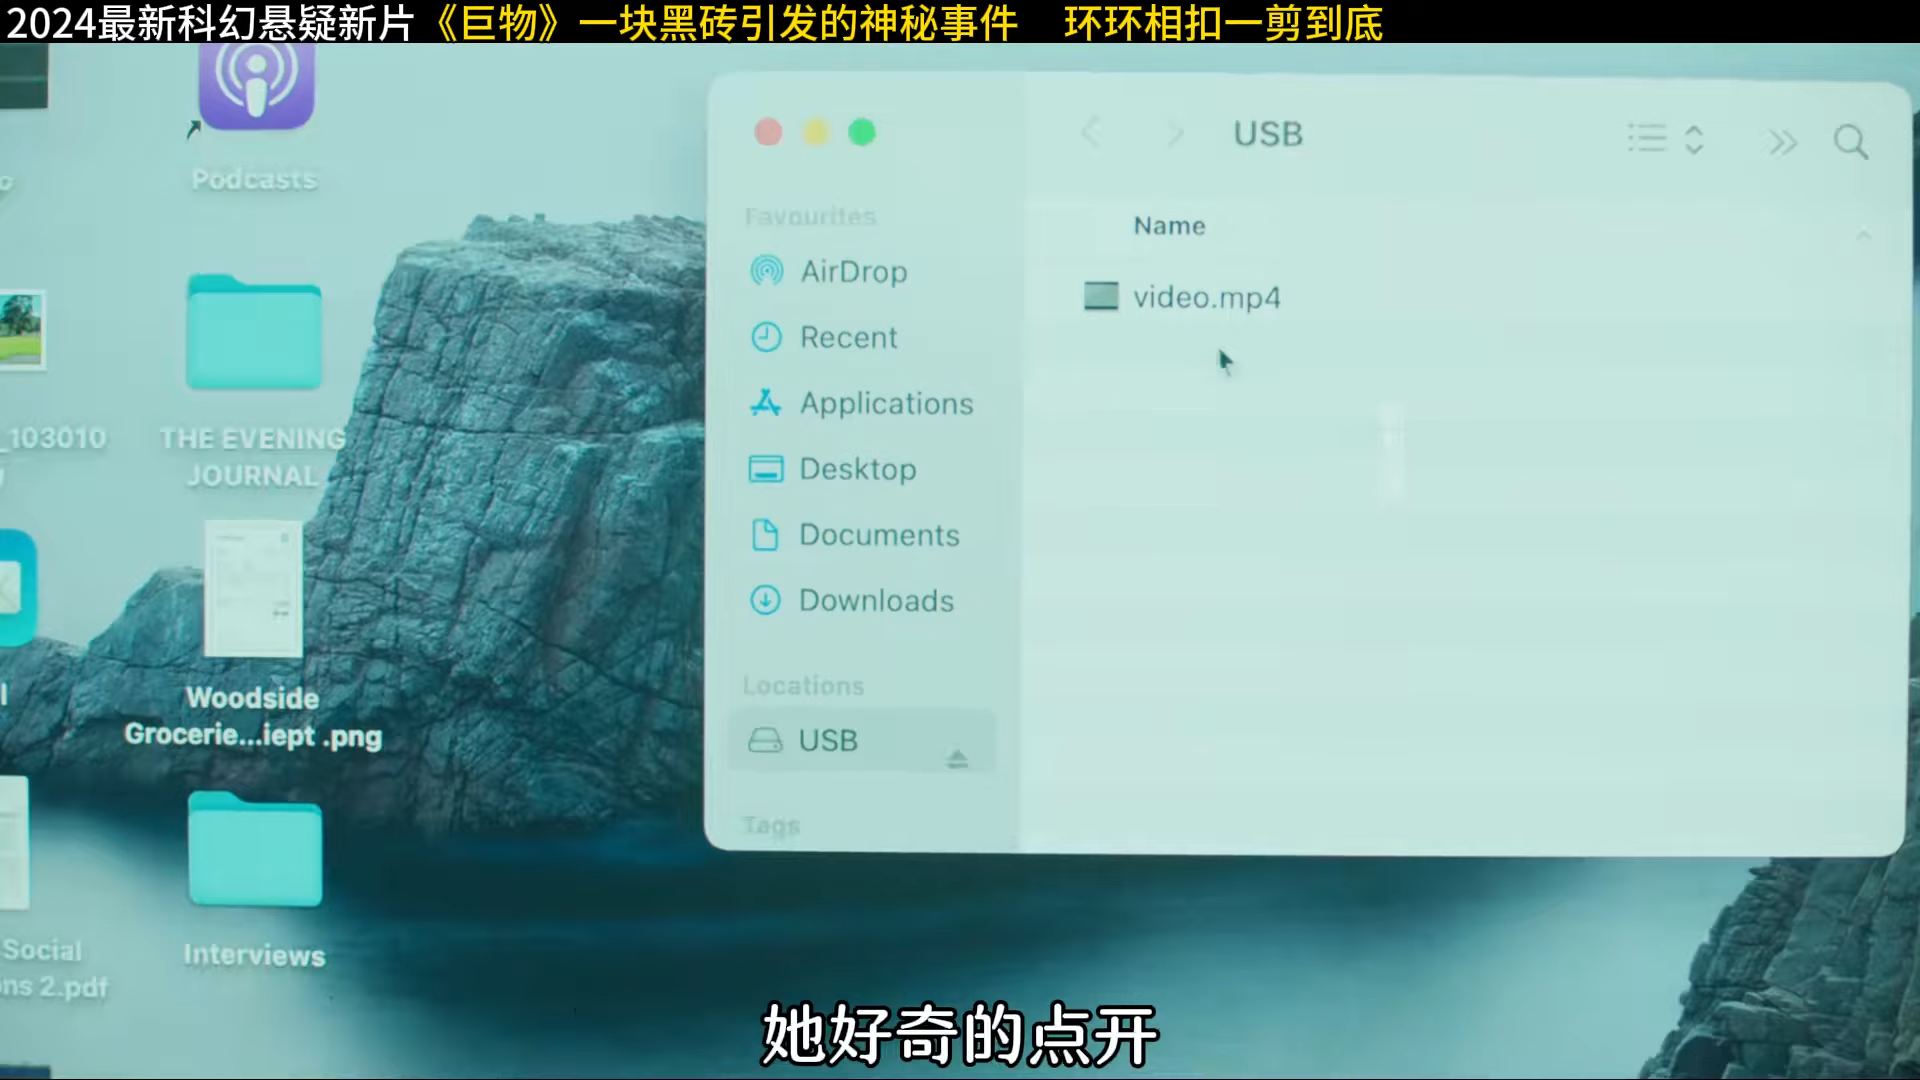 2024最新科幻悬疑新片《巨物》一块黑砖引发的神秘事件 环环相扣一剪到底
Podcasts
USB
Favourites
Name
AirDrop
video.mp4
Recent
Applications
_103010
THE EVENING
JOURNAL
Desktop
Documents
Downloads
Locations
Woodside
Grocerie...iept .png
USB
Tags
Social
ons 2.pdf
Interviews
她好奇的点开